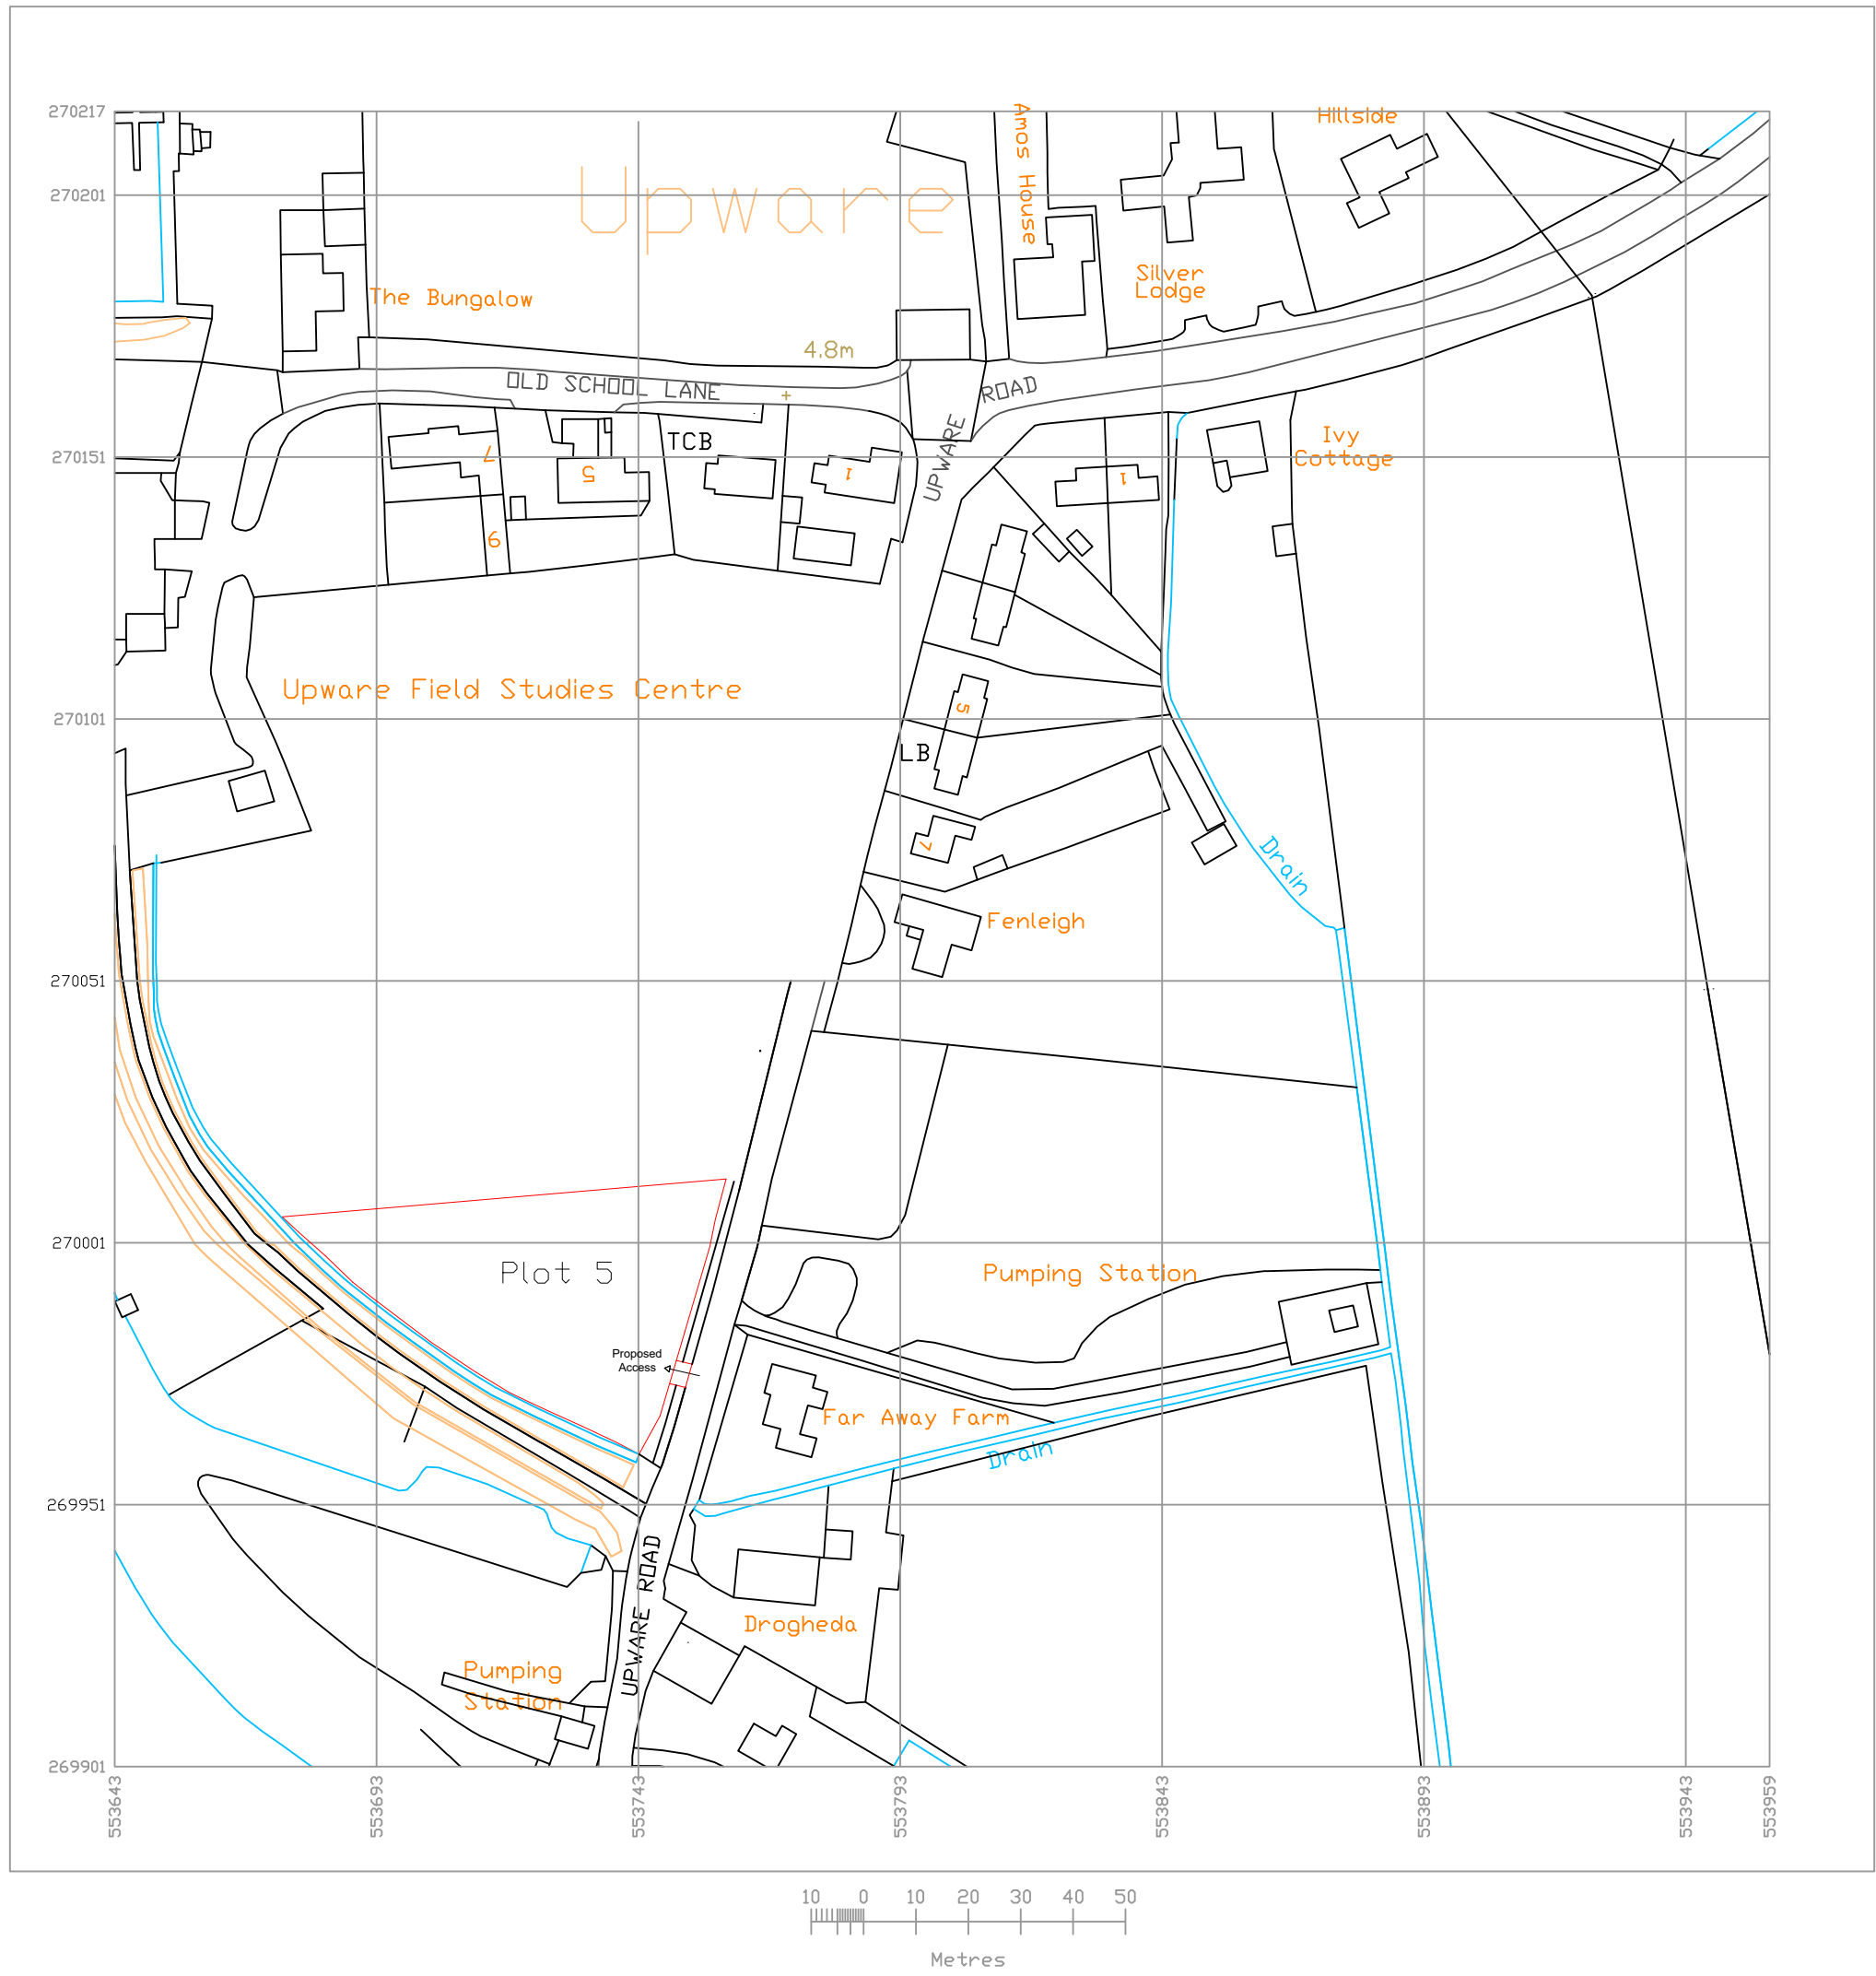 270217
270201
270151
270101
270051
270001
269951
269901
Hillside
Amos House
Upware
Silver
Lodge
The Bungalow
4.8m
OLD SCHOOL LANE
UPWARE ROAD
TCB
7
5
1
1
9
Ivy
Cottage
Upware Field Studies Centre
5
LB
7
Drain
Fenleigh
Plot 5
Pumping Station
Proposed
Access
Far Away Farm
Drain
UPWARE ROAD
Drogheda
Pumping
Station
553643
553693
553743
553793
553843
553893
553943
553959
10 0 10 20 30 40 50
Metres